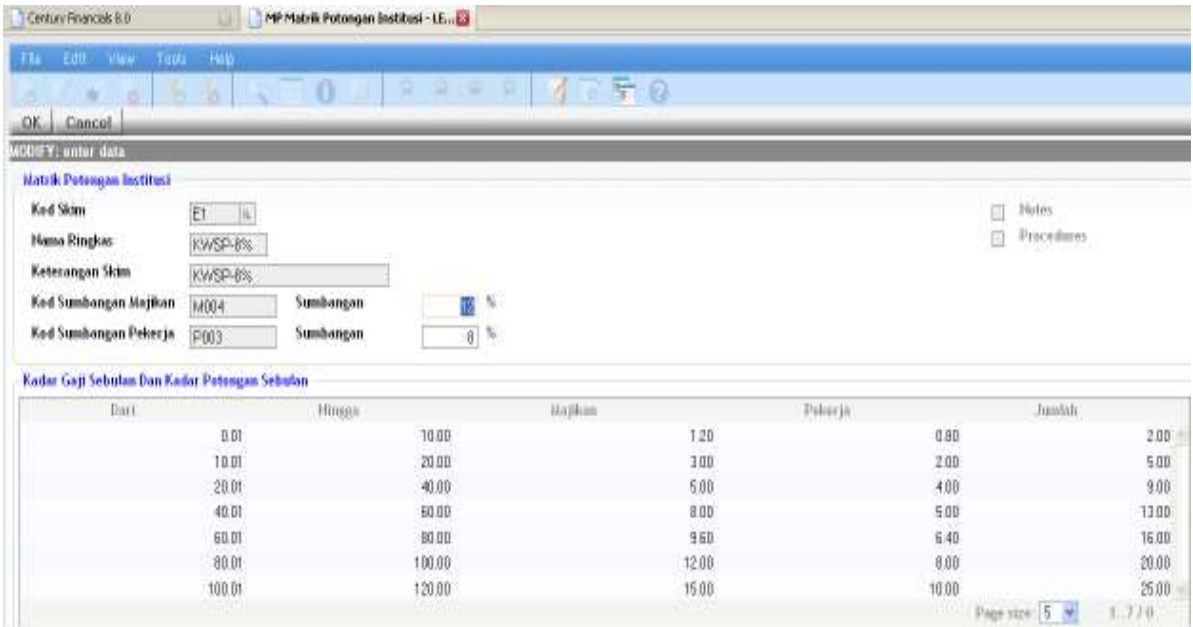 Century Financials 8.0 MP Matrik Potongan Institusi - LE...
File Edit View Tools Help
OK Cancel
MODIFY: enter data
Matrik Potongan Institusi
Kod Skim E1 Notes
Nama Ringkas KWSP-8% Procedures
Keterangan Skim KWSP-8%
Kod Sumbangan Majikan M004 Sumbangan 12 %
Kod Sumbangan Pekerja P003 Sumbangan 8 %
Kadar Gaji Sebulan Dan Kadar Potongan Sebulan
Dari Hingga Majikan Pekerja Jumlah
0.01 10.00 1.20 0.80 2.00
10.01 20.00 3.00 2.00 5.00
20.01 40.00 5.00 4.00 9.00
40.01 60.00 8.00 5.00 13.00
60.01 80.00 9.60 6.40 16.00
80.01 100.00 12.00 8.00 20.00
100.01 120.00 15.00 10.00 25.00
Page size 5 1..7 / 0